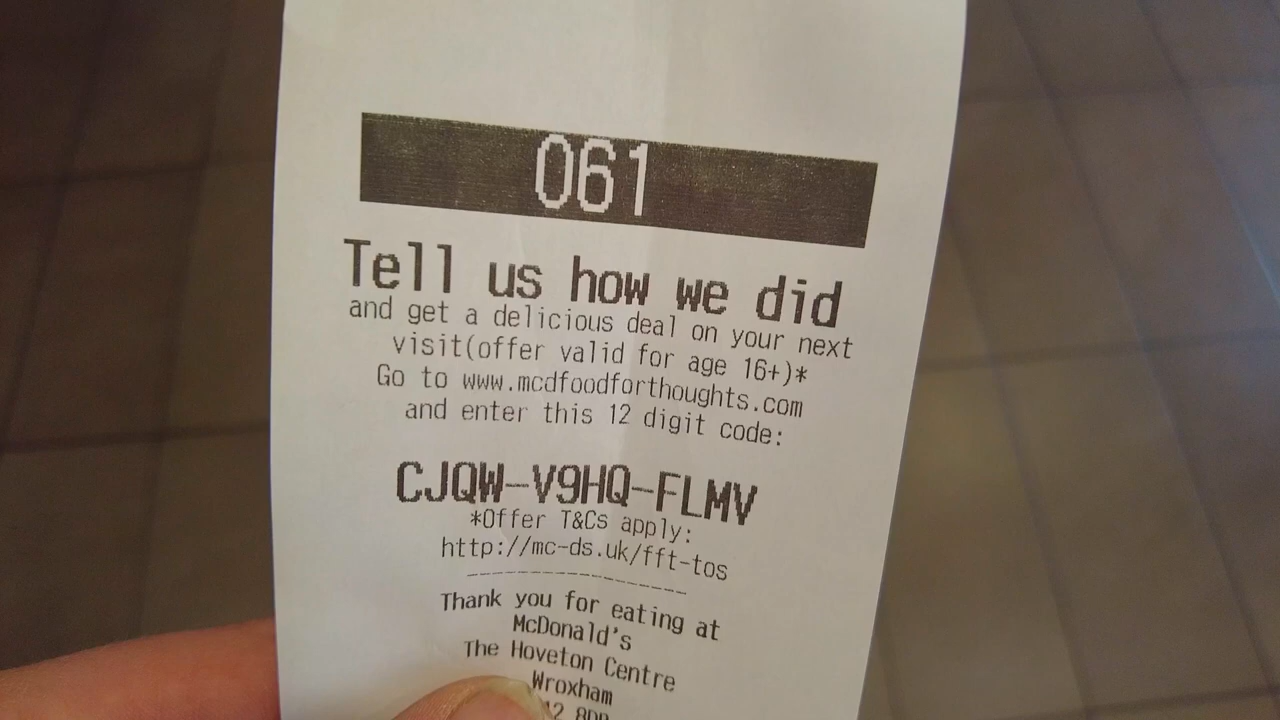 061
Tell us how we did
and get a delicious deal on your next
visit(offer valid for age 16+)*
Go to www.mcdfoodforthoughts.com
and enter this 12 digit code:
CJQW-V9HQ-FLMV
*Offer T&Cs apply:
http://mc-ds.uk/fft-tos
--------------------
Thank you for eating at
McDonald's
The Hoveton Centre
Wroxham